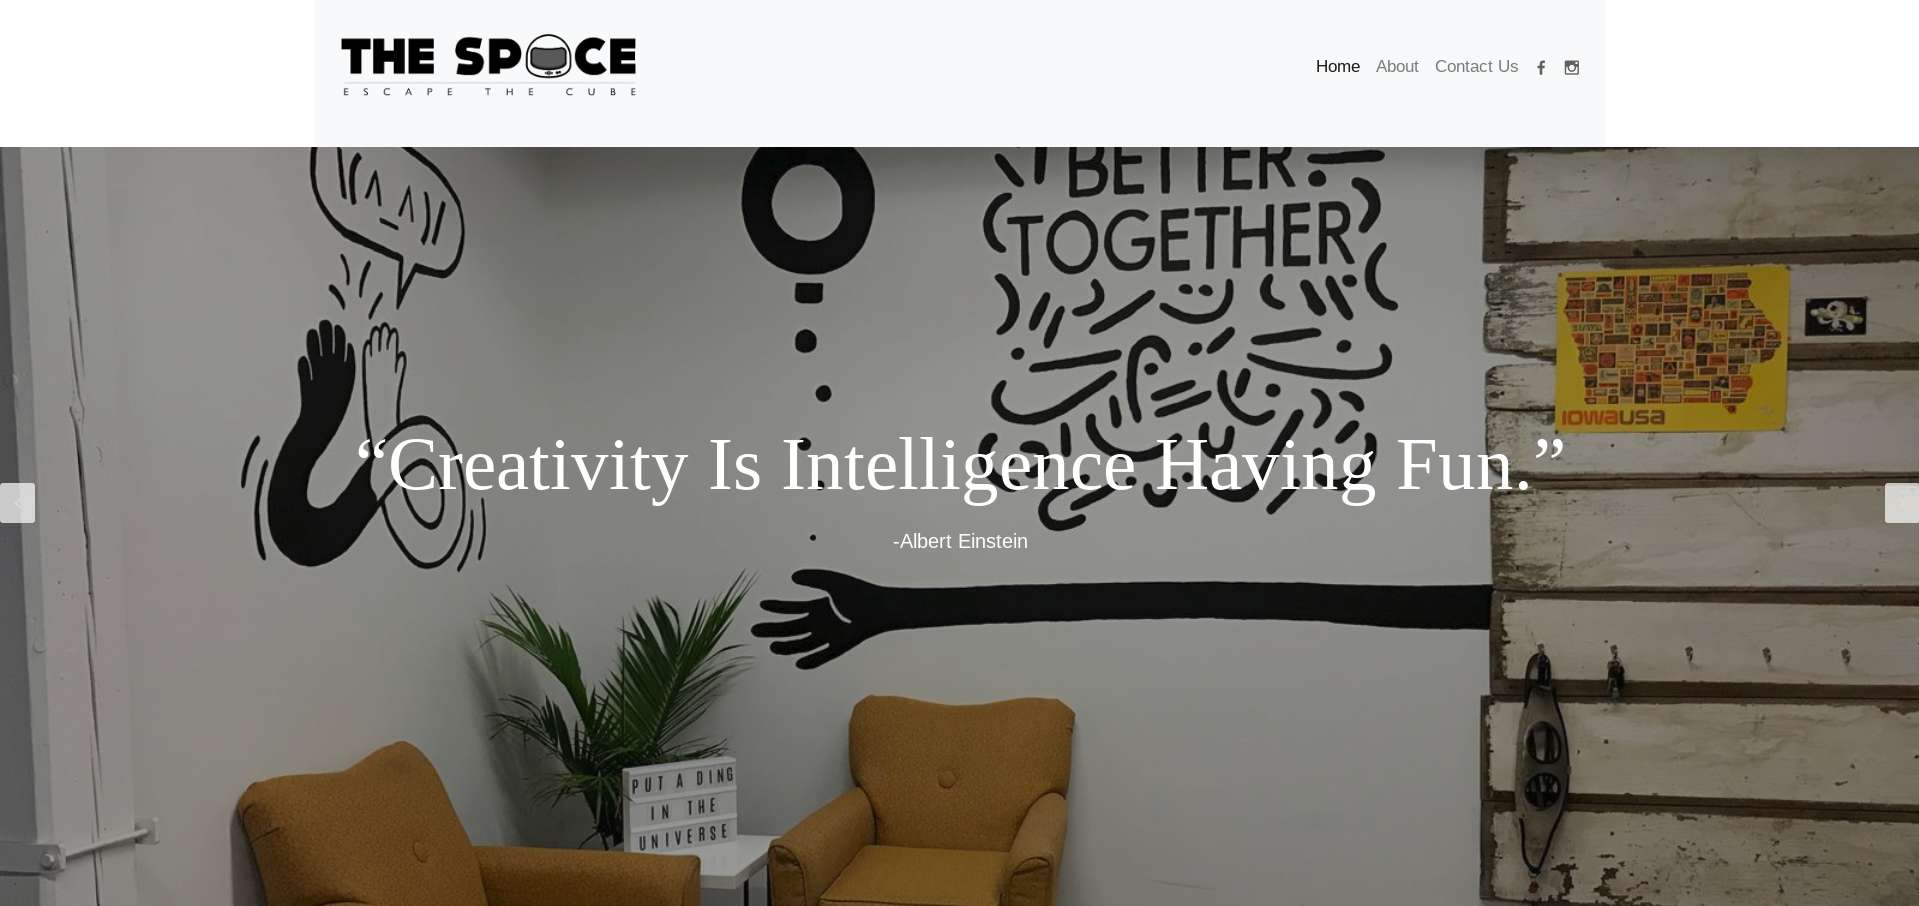 THE SPACE
ESCAPE THE CUBE
Home About Contact Us
BETTER
TOGETHER
IOWAUSA
“Creativity Is Intelligence Having Fun.”
-Albert Einstein
PUT A DING
IN THE
UNIVERSE